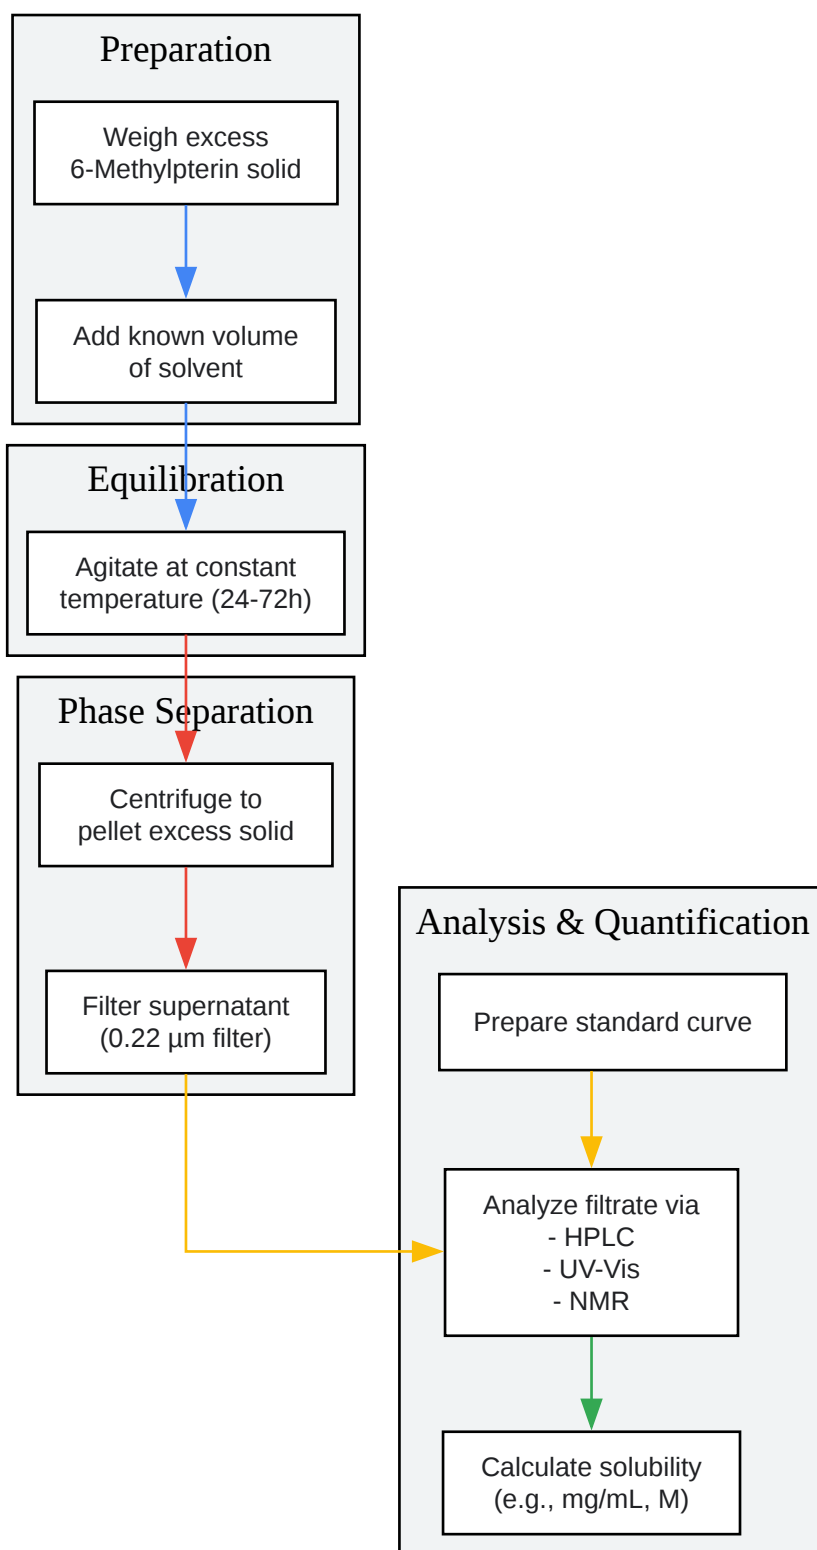 Preparation
Weigh excess
6-Methylpterin solid
Add known volume
of solvent
Equilibration
Agitate at constant
temperature (24-72h)
Phase Separation
Centrifuge to
pellet excess solid
Filter supernatant
(0.22 µm filter)
Analysis & Quantification
Prepare standard curve
Analyze filtrate via
- HPLC
- UV-Vis
- NMR
Calculate solubility
(e.g., mg/mL, M)